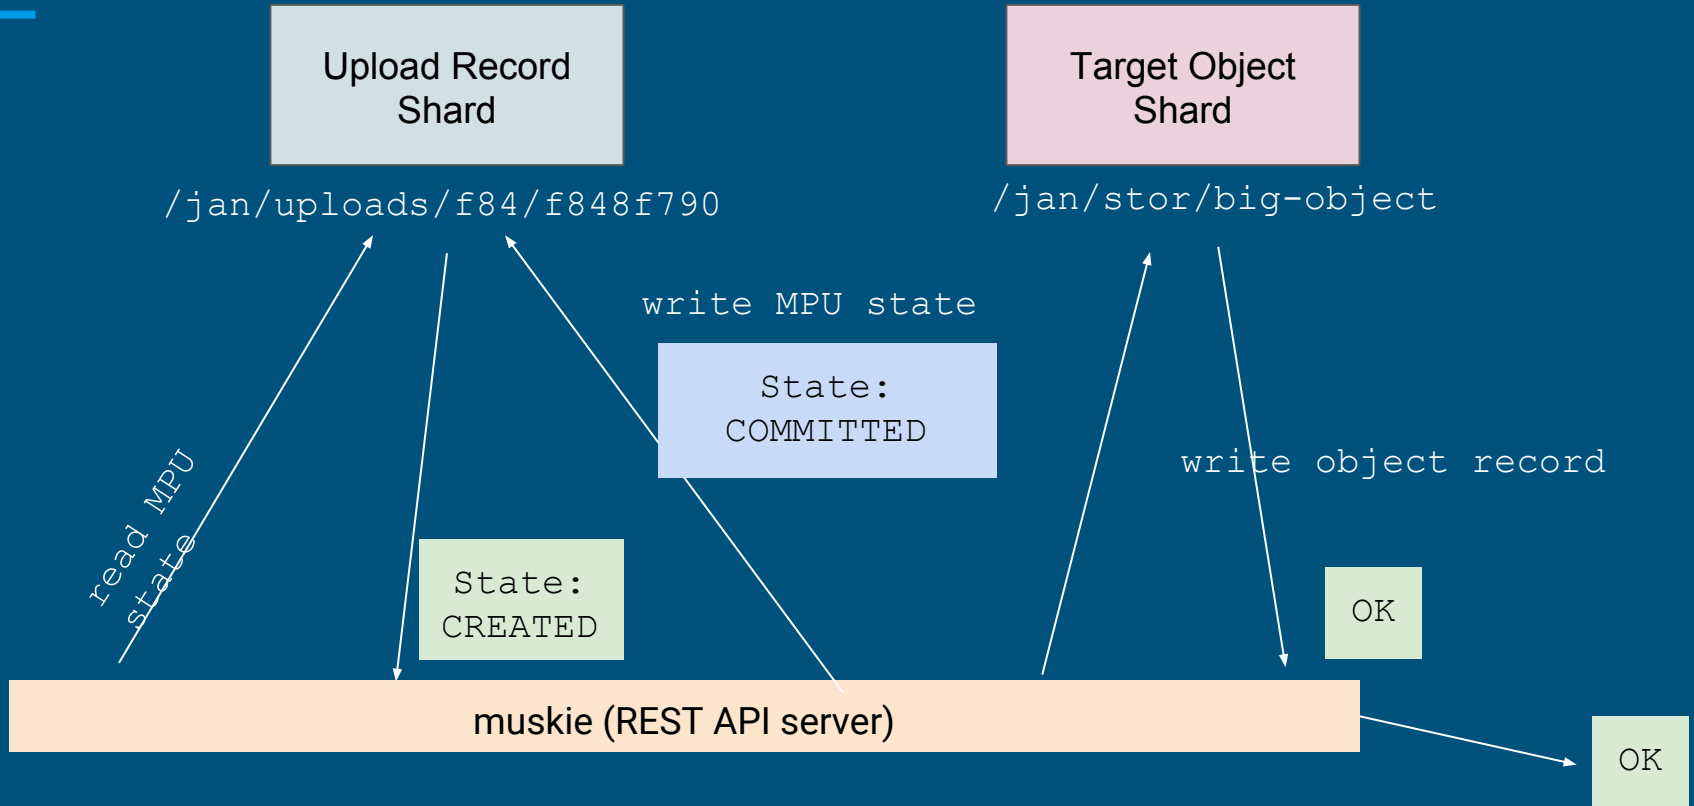 Upload Record
Shard
Target Object
Shard
/jan/uploads/f84/f848f790
/jan/stor/big-object
write MPU state
State:
COMMITTED
write object record
read MPU
state
State:
CREATED
OK
muskie (REST API server)
OK